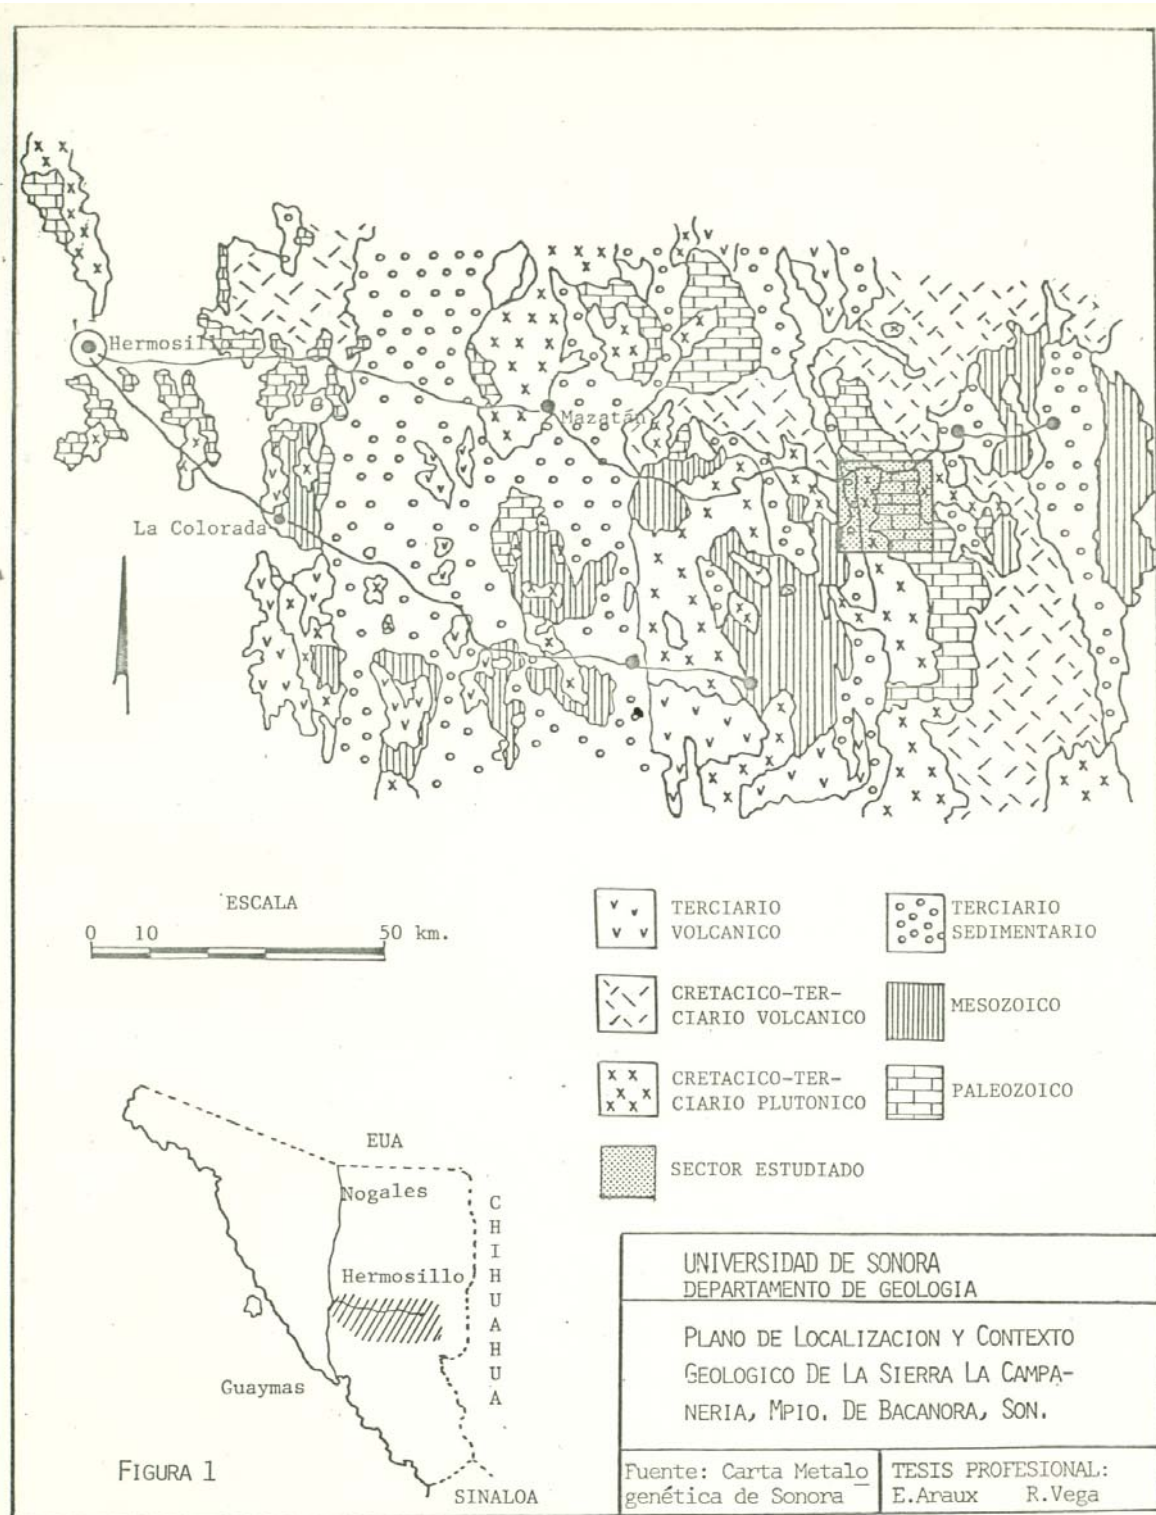 Hermosillo
Mazatán
La Colorada
ESCALA
0 10 50 km.
TERCIARIO
VOLCANICO
CRETACICO-TER-
CIARIO VOLCANICO
CRETACICO-TER-
CIARIO PLUTONICO
SECTOR ESTUDIADO
TERCIARIO
SEDIMENTARIO
MESOZOICO
PALEOZOICO
EUA
Nogales
Hermosillo
CHIHUAHUA
Guaymas
SINALOA
FIGURA 1
UNIVERSIDAD DE SONORA
DEPARTAMENTO DE GEOLOGIA
PLANO DE LOCALIZACION Y CONTEXTO
GEOLOGICO DE LA SIERRA LA CAMPA-
NERIA, MPIO. DE BACANORA, SON.
Fuente: Carta Metalo
genética de Sonora
TESIS PROFESIONAL:
E.Araux R.Vega